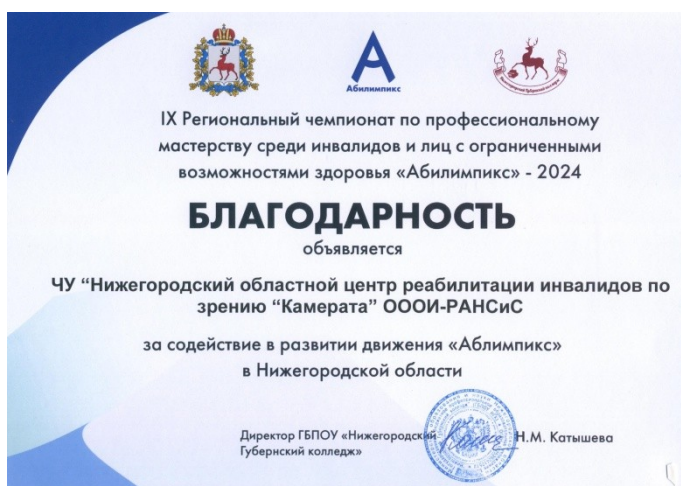 Абилимпикс
IX Региональный чемпионат по профессиональному
мастерству среди инвалидов и лиц с ограниченными
возможностями здоровья «Абилимпикс» - 2024
БЛАГОДАРНОСТЬ
объявляется
ЧУ “Нижегородский областной центр реабилитации инвалидов по
зрению “Камерата” ОООИ-РАНСиС
за содействие в развитии движения «Аблимпикс»
в Нижегородской области
Директор ГБПОУ «Нижегородский Н.М. Катышева
Губернский колледж»